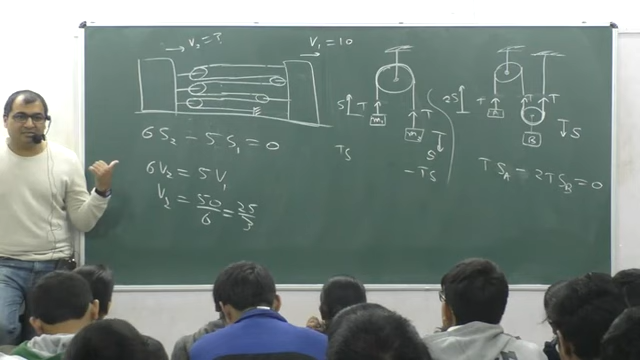 V₂ = ?
V₁ = 10
6S₂ - 5S₁ = 0
6V₂ = 5V₁
V₂ = 50/6 = 25/3
S T T
m₁ m₂
S
TS
-TS
2S T T T
A B
S
TS_A - 2TS_B = 0